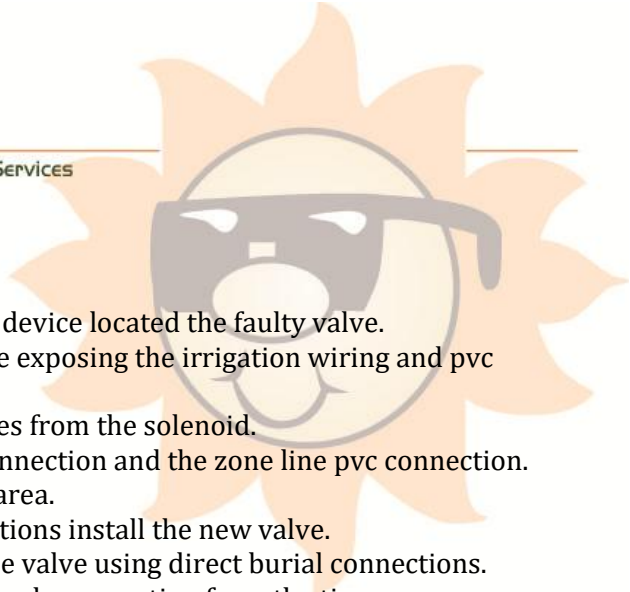 Services
device located the faulty valve.
e exposing the irrigation wiring and pvc
es from the solenoid.
nnection and the zone line pvc connection.
area.
tions install the new valve.
e valve using direct burial connections.